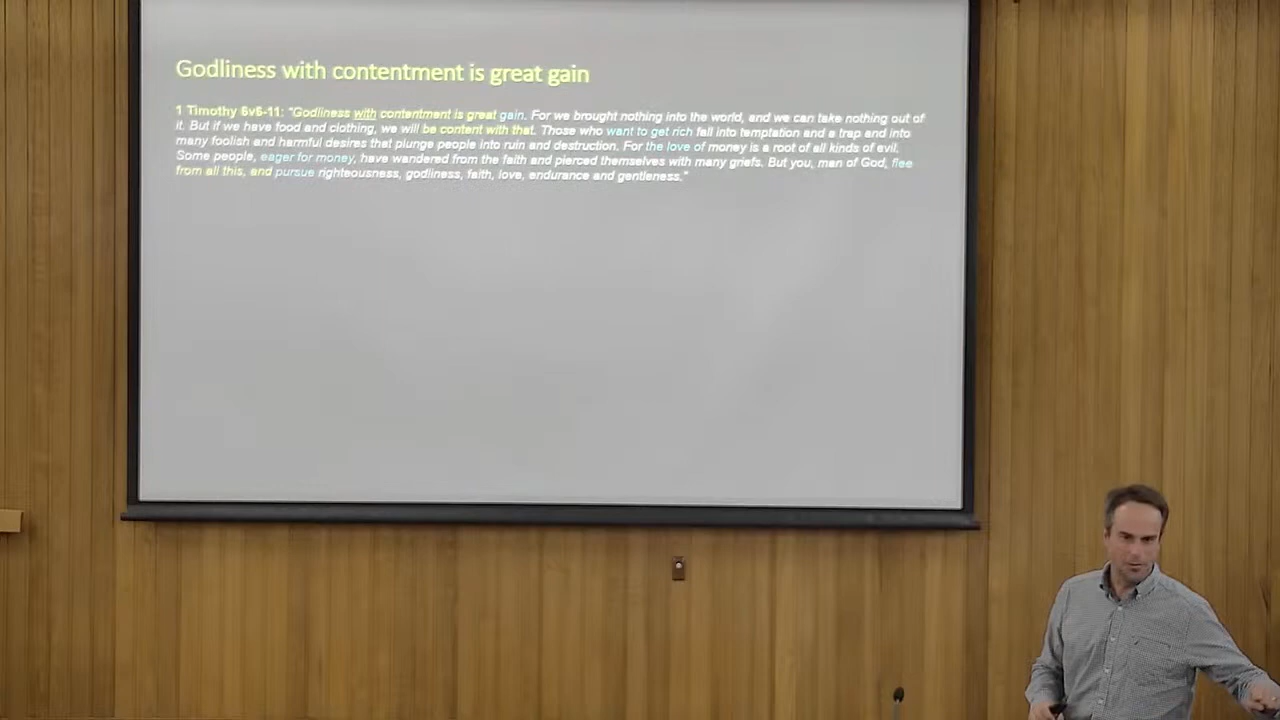 Godliness with contentment is great gain
1 Timothy 6v6-11: "Godliness with contentment is great gain. For we brought nothing into the world, and we can take nothing out of
it. But if we have food and clothing, we will be content with that. Those who want to get rich fall into temptation and a trap and into
many foolish and harmful desires that plunge people into ruin and destruction. For the love of money is a root of all kinds of evil.
Some people, eager for money, have wandered from the faith and pierced themselves with many griefs. But you, man of God, flee
from all this, and pursue righteousness, godliness, faith, love, endurance and gentleness."